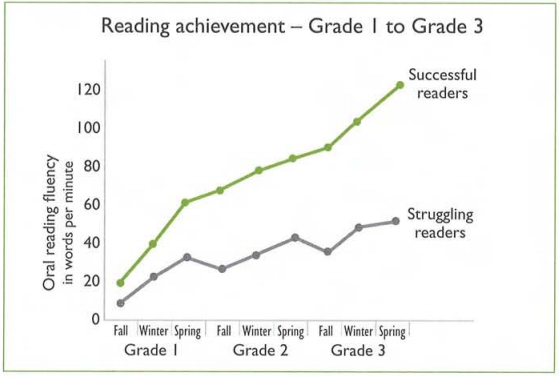 Reading achievement – Grade 1 to Grade 3
Oral reading fluency
in words per minute
120
100
80
60
40
20
0
Successful
readers
Struggling
readers
Fall Winter Spring Fall Winter Spring Fall Winter Spring
Grade 1 Grade 2 Grade 3